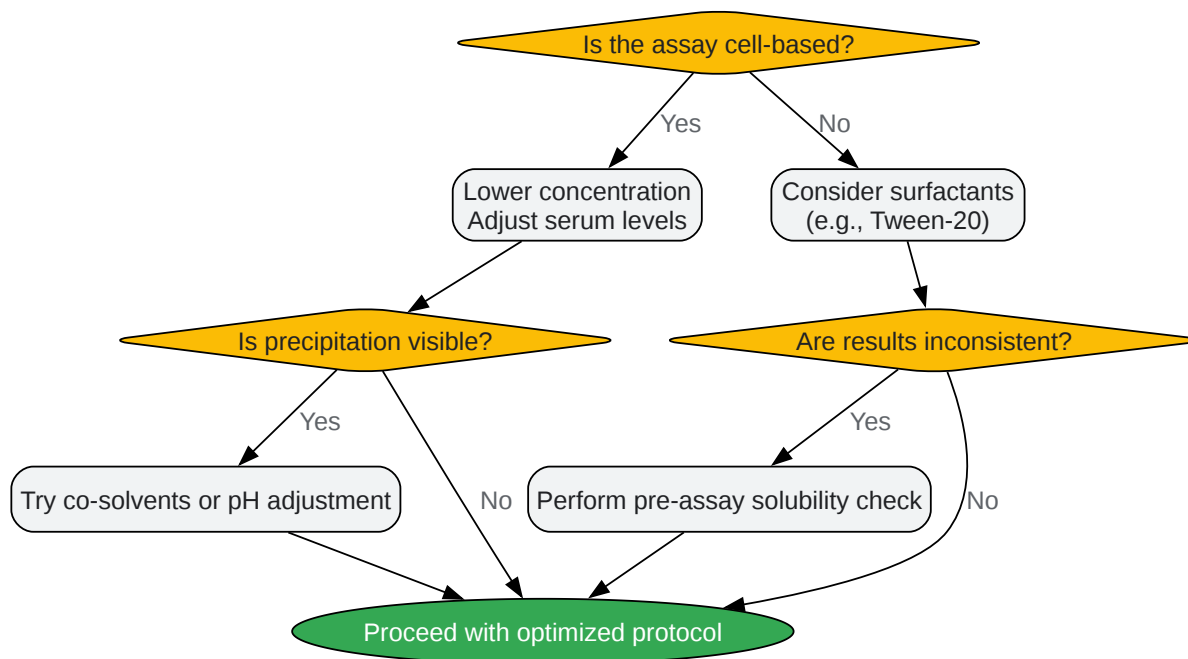 Is the assay cell-based?
Yes
No
Lower concentration
Adjust serum levels
Consider surfactants
(e.g., Tween-20)
Is precipitation visible?
Are results inconsistent?
Yes
Yes
Try co-solvents or pH adjustment
No
Perform pre-assay solubility check
No
Proceed with optimized protocol